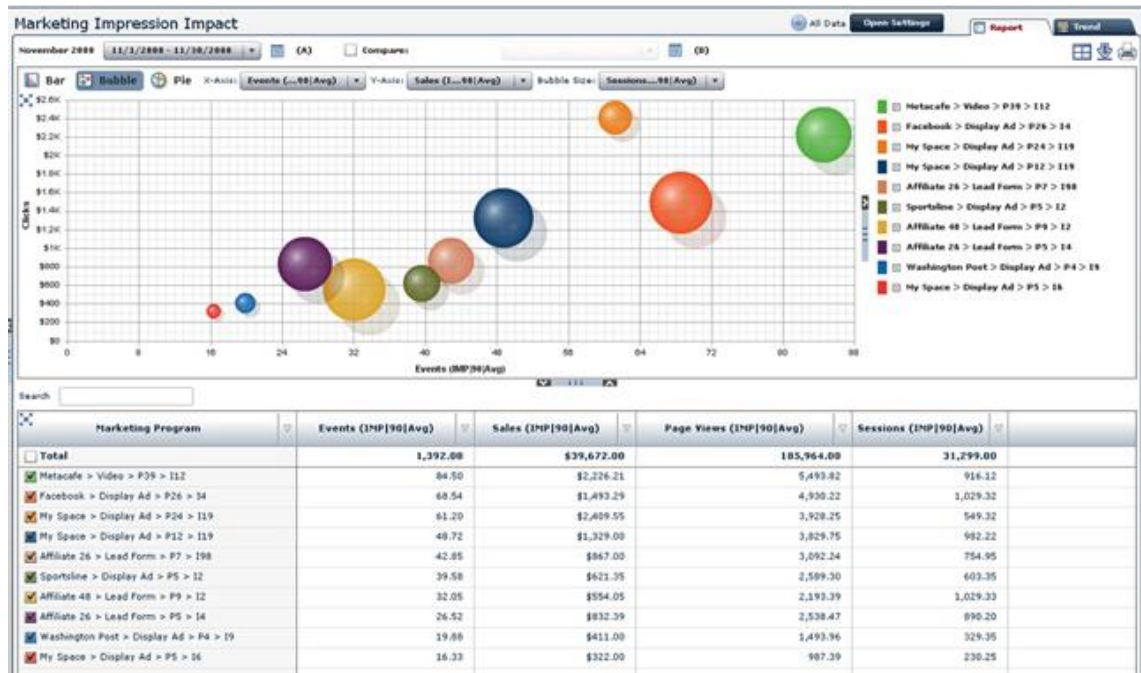 Marketing Impression Impact
All Data Open Settings Report Trend
November 2008 11/1/2008 - 11/30/2008 (A) Compare: (B)
Bar Bubble Pie X-Axis: Events (...90|Avg) Y-Axis: Sales (I...90|Avg) Bubble Size: Sessions...90|Avg)
$2.6K
$2.4K
$2.2K
$2K
$1.8K
$1.6K
$1.4K
$1.2K
$1K
$800
$600
$400
$200
$0
Clicks
0 8 16 24 32 40 48 56 64 72 80 88
Events (IMP|90|Avg)
Metacafe > Video > P39 > I12
Facebook > Display Ad > P26 > I4
My Space > Display Ad > P24 > I19
My Space > Display Ad > P12 > I19
Affiliate 26 > Lead Form > P7 > I98
Sportsline > Display Ad > P5 > I2
Affiliate 48 > Lead Form > P9 > I2
Affiliate 26 > Lead Form > P5 > I4
Washington Post > Display Ad > P4 > I9
My Space > Display Ad > P5 > I6
Search
Marketing Program Events (IMP|90|Avg) Sales (IMP|90|Avg) Page Views (IMP|90|Avg) Sessions (IMP|90|Avg)
Total 1,392.00 $39,672.00 185,964.00 31,299.00
Metacafe > Video > P39 > I12 84.50 $2,226.21 5,493.82 916.12
Facebook > Display Ad > P26 > I4 68.54 $1,493.29 4,930.22 1,029.32
My Space > Display Ad > P24 > I19 61.20 $2,409.55 3,928.25 549.32
My Space > Display Ad > P12 > I19 48.72 $1,329.00 3,829.75 982.22
Affiliate 26 > Lead Form > P7 > I98 42.85 $867.00 3,092.24 754.95
Sportsline > Display Ad > P5 > I2 39.58 $621.35 2,589.30 603.35
Affiliate 48 > Lead Form > P9 > I2 32.05 $554.05 2,193.39 1,029.33
Affiliate 26 > Lead Form > P5 > I4 26.52 $832.39 2,538.47 890.20
Washington Post > Display Ad > P4 > I9 19.88 $411.00 1,493.96 329.35
My Space > Display Ad > P5 > I6 16.33 $322.00 987.39 230.25